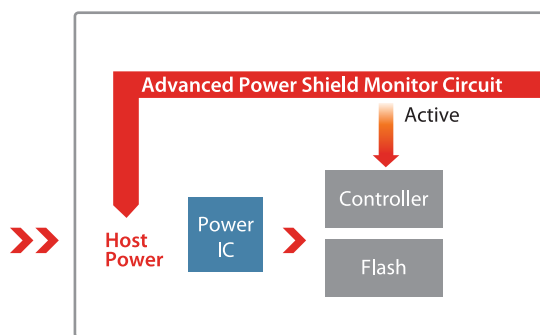 Advanced Power Shield Monitor Circuit
Active
Controller
Power
IC
Host
Power
Flash